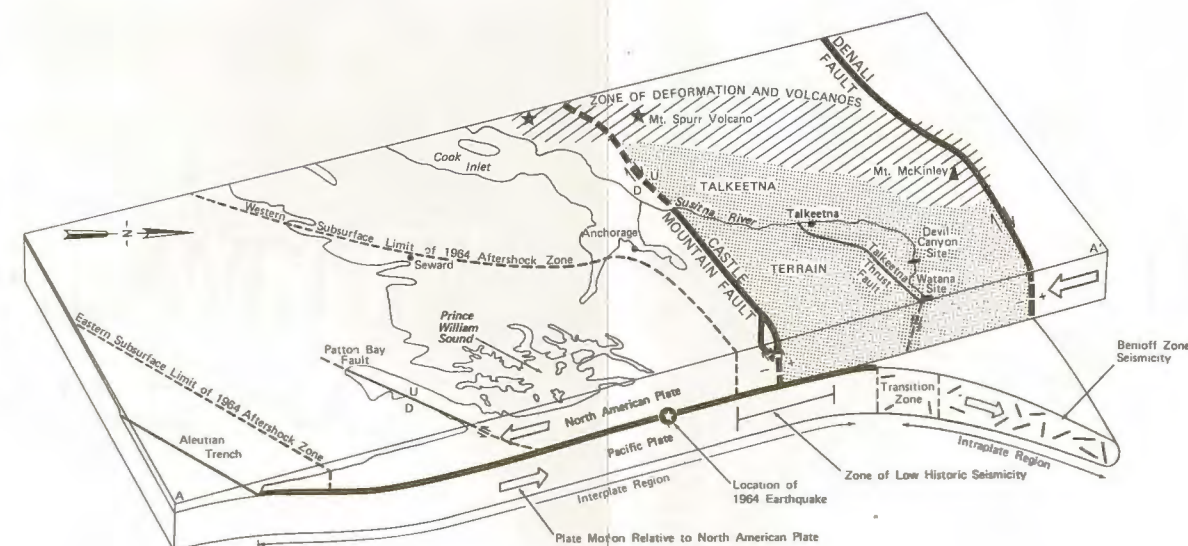 DENALI
FAULT
ZONE OF DEFORMATION AND VOLCANOES
Mt. Spurr Volcano
Cook
Inlet
Mt. McKinley
U
D
TALKEETNA
Susitna River
Talkeetna
Western Subsurface Limit of 1964 Aftershock Zone
Anchorage
Seward
N
CASTLE
MOUNTAIN FAULT
TERRAIN
Talkeetna
Thrust
Fault
Devil
Canyon
Site
Watana
Site
A'
Prince
William
Sound
Eastern Subsurface Limit of 1964 Aftershock Zone
Patton Bay
Fault
U
D
Benioff Zone
Seismicity
North American Plate
Transition
Zone
Aleutian
Trench
Pacific Plate
Intraplate Region
Zone of Low Historic Seismicity
A
Interplate Region
Location of
1964 Earthquake
Plate Motion Relative to North American Plate